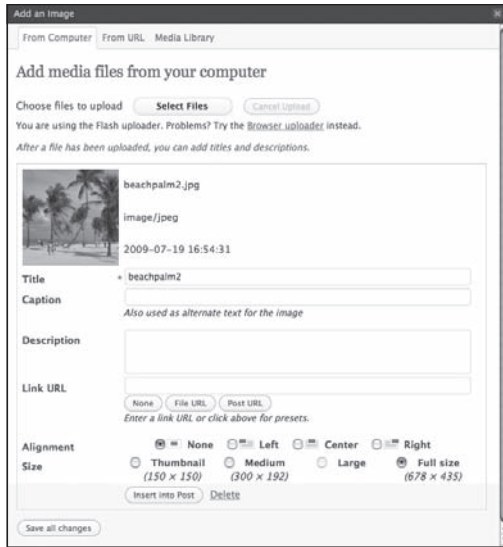 Add an Image
From Computer From URL Media Library
Add media files from your computer
Choose files to upload Select Files Cancel Upload
You are using the Flash uploader. Problems? Try the Browser uploader instead.
After a file has been uploaded, you can add titles and descriptions.
beachpalm2.jpg
image/jpeg
2009-07-19 16:54:31
Title * beachpalm2
Caption
Also used as alternate text for the image
Description
Link URL
None File URL Post URL
Enter a link URL or click above for presets.
Alignment None Left Center Right
Size Thumbnail Medium Large Full size
(150 × 150) (300 × 192) (678 × 435)
Insert into Post Delete
Save all changes